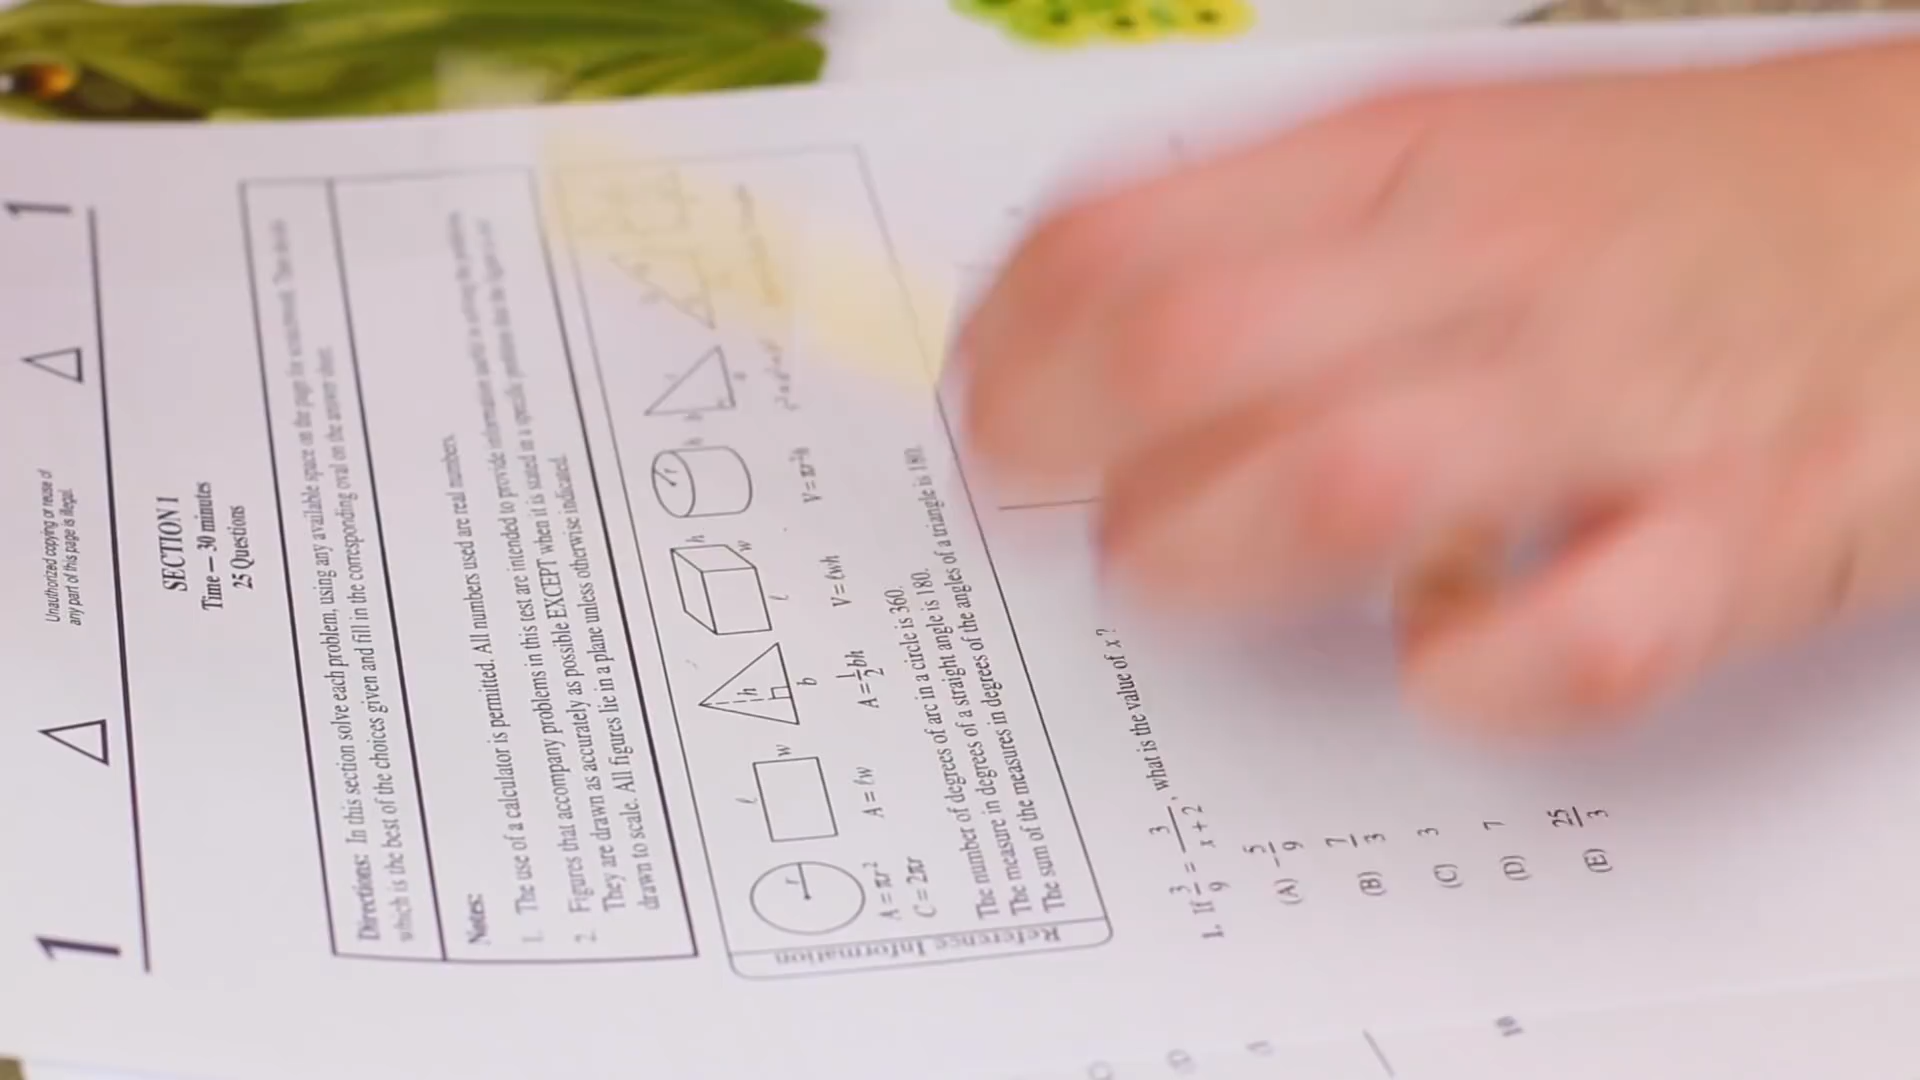 1
1
Unauthorized copying or reuse of
any part of this page is illegal.
SECTION 1
Time – 30 minutes
25 Questions
Directions: In this section solve each problem, using any available space on the page for scratchwork. Then decide
which is the best of the choices given and fill in the corresponding oval on the answer sheet.
Notes:
1. The use of a calculator is permitted. All numbers used are real numbers.
2. Figures that accompany problems in this test are intended to provide information useful in solving the problems.
They are drawn as accurately as possible EXCEPT when it is stated in a specific problem that the figure is not
drawn to scale. All figures lie in a plane unless otherwise indicated.
Reference Information
r
ℓ w
h b
h w ℓ
r h
b
A = πr²
C = 2πr
A = ℓw
A = 1/2 bh
V = ℓwh
V = πr²h
The number of degrees of arc in a circle is 360.
The measure in degrees of a straight angle is 180.
The sum of the measures in degrees of the angles of a triangle is 180.
1. If 3/9 = 3/(x + 2), what is the value of x?
(A) – 5/9
(B) 7/3
(C) 3
(D) 7
(E) 25/3
10